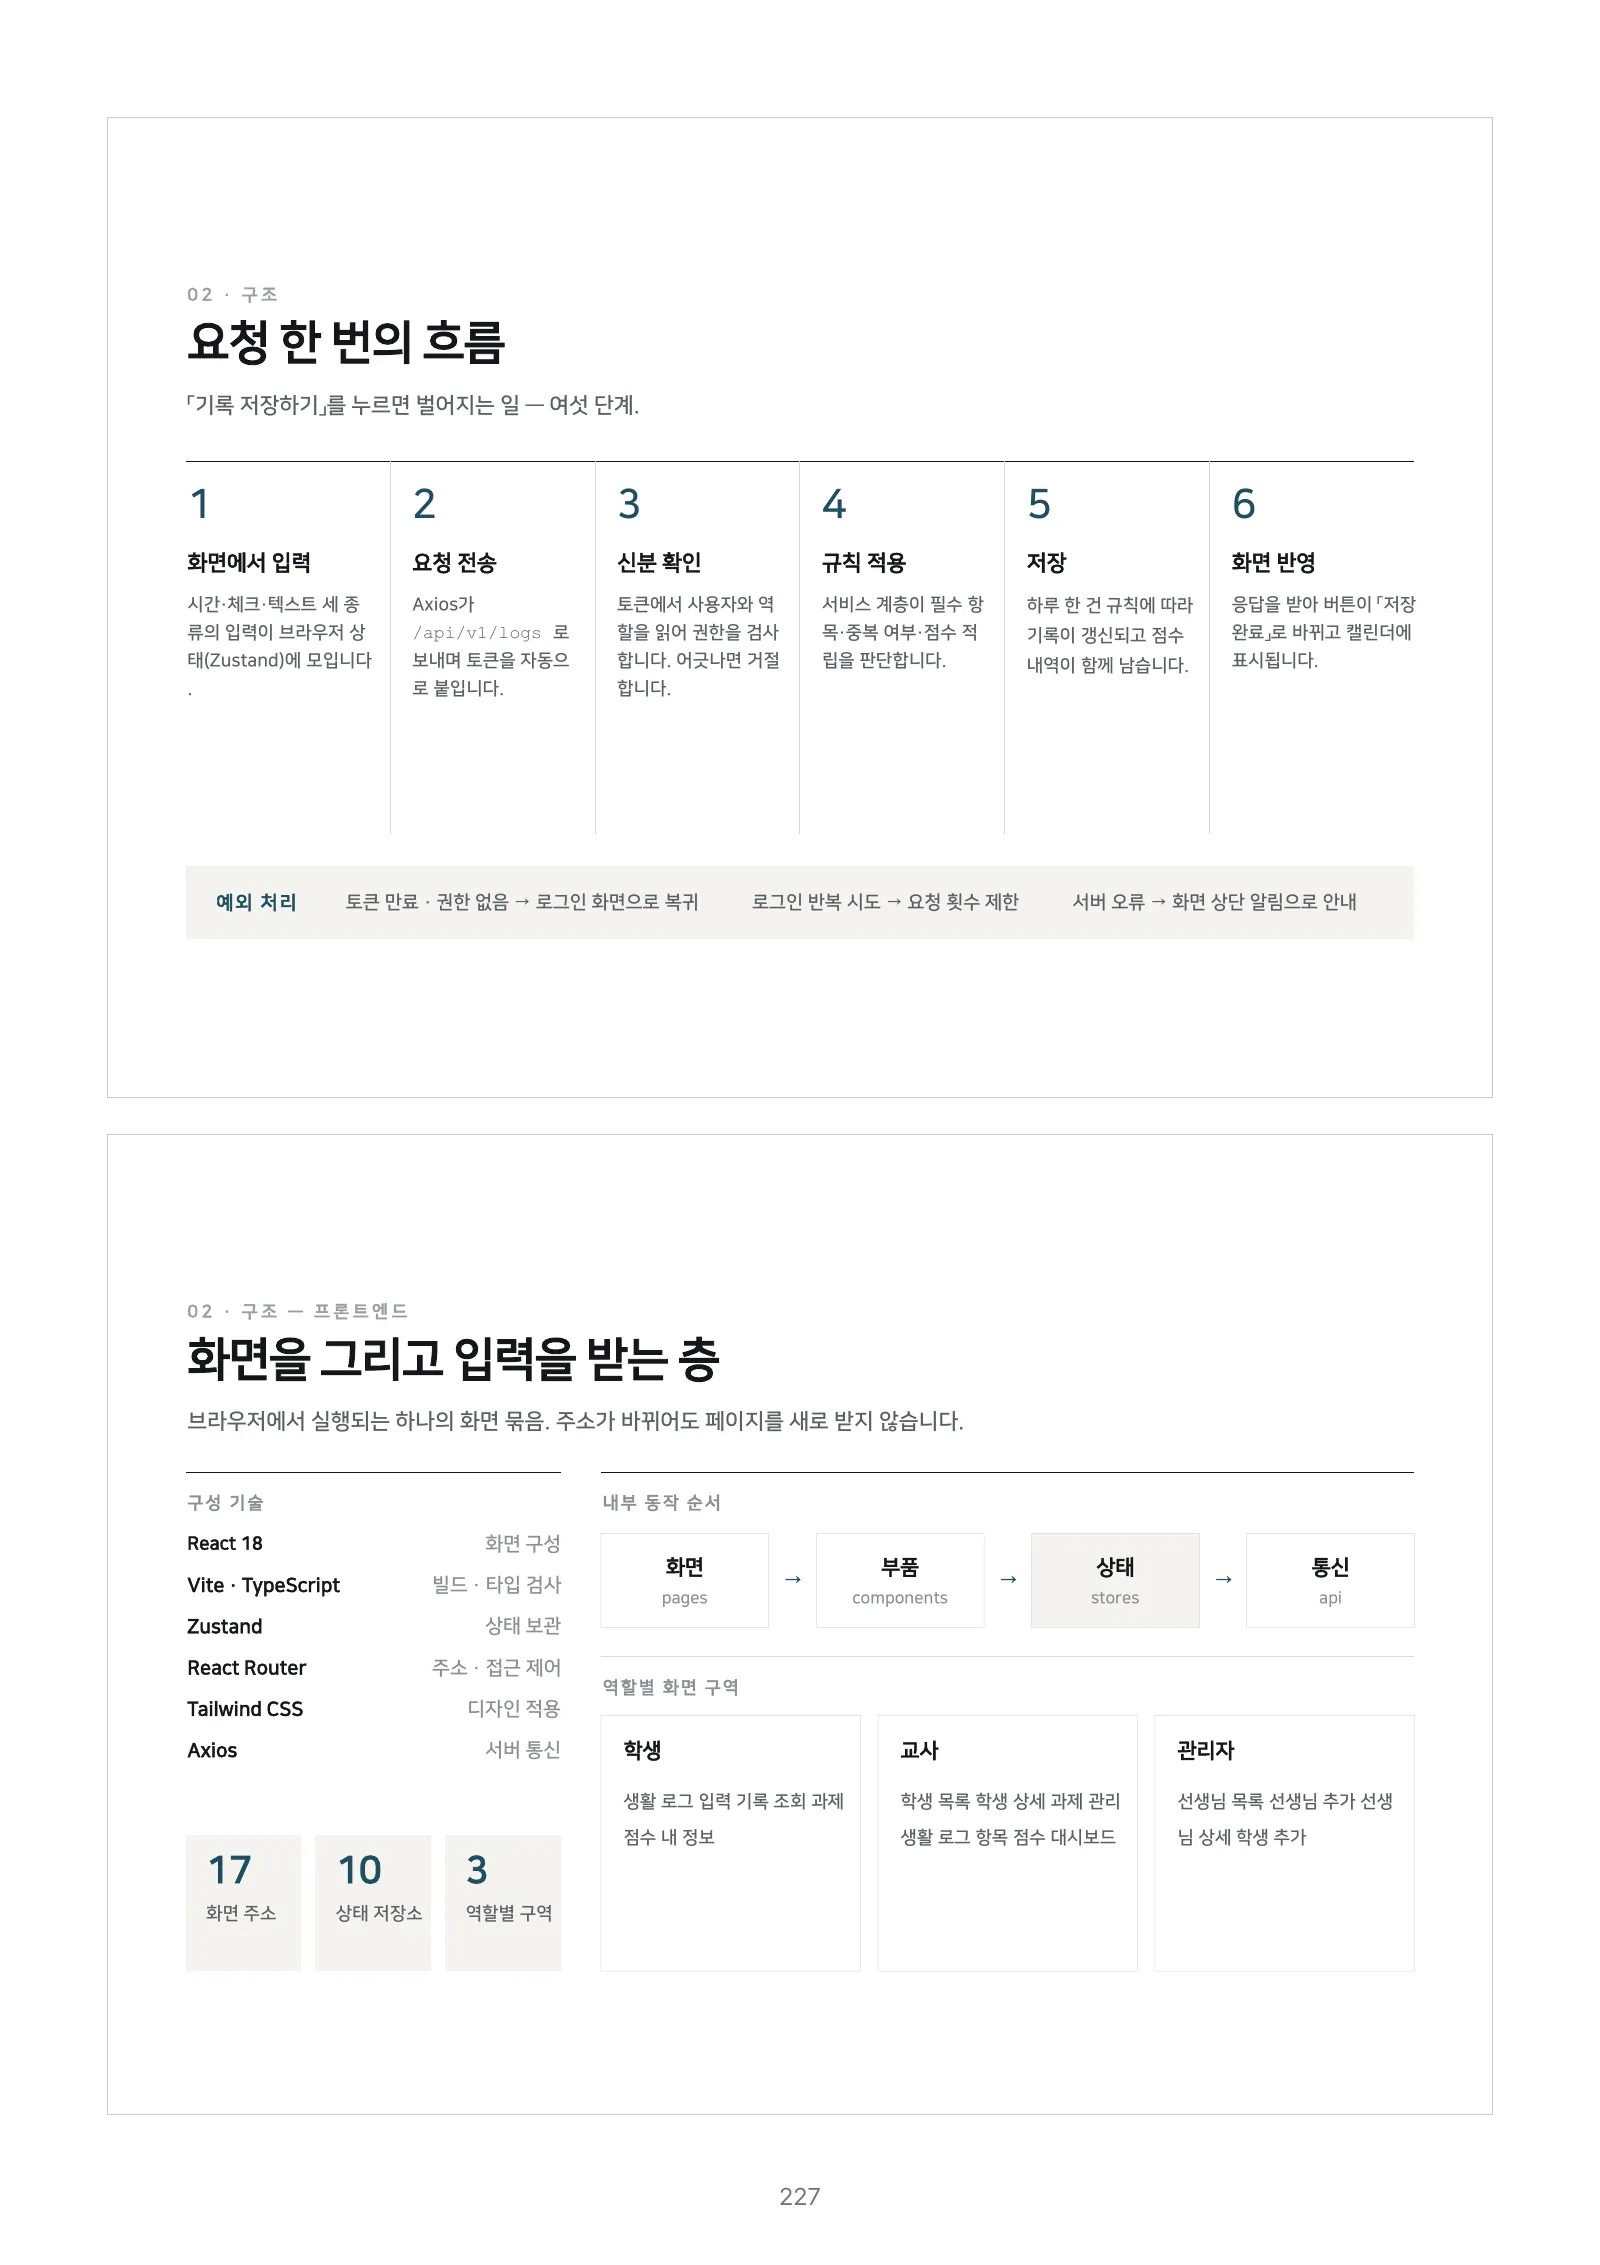 02 · 구조
요청 한 번의 흐름
「기록 저장하기」를 누르면 벌어지는 일 — 여섯 단계.
1
화면에서 입력
시간·체크·텍스트 세 종
류의 입력이 브라우저 상
태(Zustand)에 모입니다
.
2
요청 전송
Axios가
/api/v1/logs 로
보내며 토큰을 자동으
로 붙입니다.
3
신분 확인
토큰에서 사용자와 역
할을 읽어 권한을 검사
합니다. 어긋나면 거절
합니다.
4
규칙 적용
서비스 계층이 필수 항
목·중복 여부·점수 적
립을 판단합니다.
5
저장
하루 한 건 규칙에 따라
기록이 갱신되고 점수
내역이 함께 남습니다.
6
화면 반영
응답을 받아 버튼이 「저장
완료」로 바뀌고 캘린더에
표시됩니다.
예외 처리 토큰 만료 · 권한 없음 → 로그인 화면으로 복귀 로그인 반복 시도 → 요청 횟수 제한 서버 오류 → 화면 상단 알림으로 안내
02 · 구조 — 프론트엔드
화면을 그리고 입력을 받는 층
브라우저에서 실행되는 하나의 화면 묶음. 주소가 바뀌어도 페이지를 새로 받지 않습니다.
구성 기술
React 18 화면 구성
Vite · TypeScript 빌드 · 타입 검사
Zustand 상태 보관
React Router 주소 · 접근 제어
Tailwind CSS 디자인 적용
Axios 서버 통신
17
화면 주소
10
상태 저장소
3
역할별 구역
내부 동작 순서
화면 → 부품 → 상태 → 통신
pages components stores api
역할별 화면 구역
학생
생활 로그 입력 기록 조회 과제
점수 내 정보
교사
학생 목록 학생 상세 과제 관리
생활 로그 항목 점수 대시보드
관리자
선생님 목록 선생님 추가 선생
님 상세 학생 추가
227